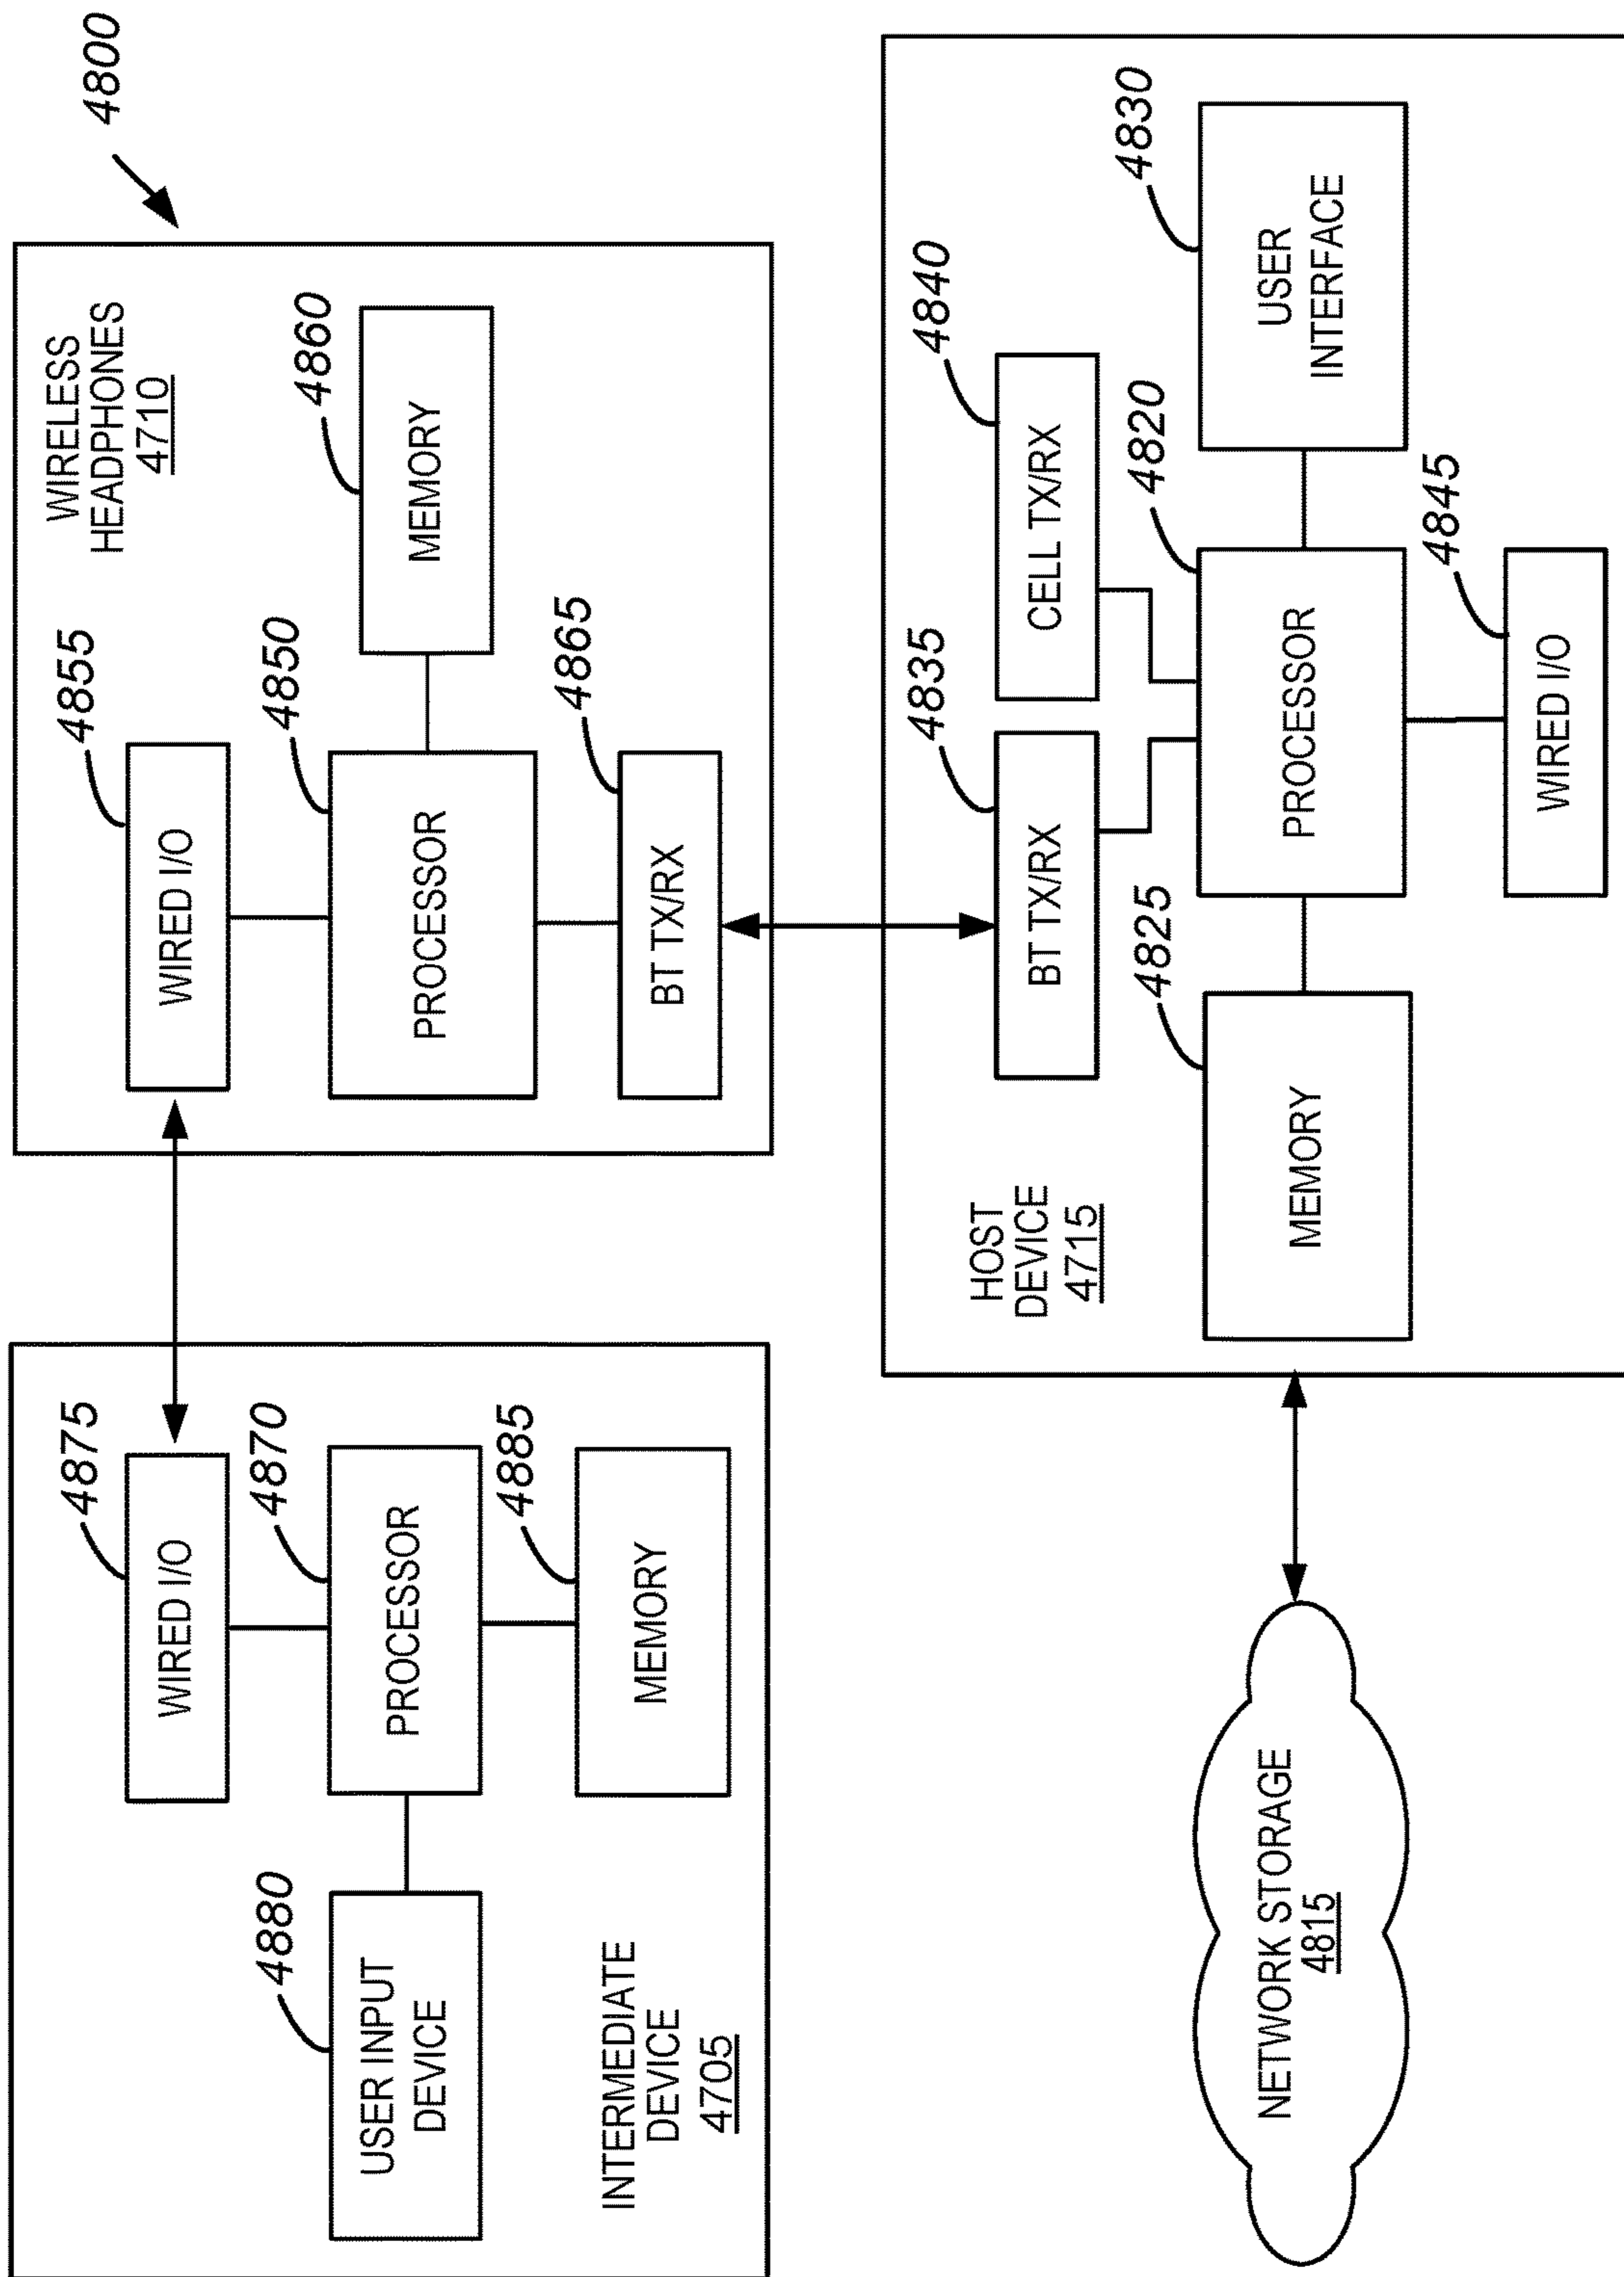 4800
WIRELESS
HEADPHONES
4710
4855
WIRED I/O
4850
PROCESSOR
4860
MEMORY
4865
BT TX/RX
4875
WIRED I/O
4870
PROCESSOR
4880
USER INPUT
DEVICE
4885
MEMORY
INTERMEDIATE
DEVICE
4705
HOST
DEVICE
4715
4835
BT TX/RX
4840
CELL TX/RX
4825
MEMORY
4820
PROCESSOR
4830
USER
INTERFACE
4845
WIRED I/O
NETWORK STORAGE
4815